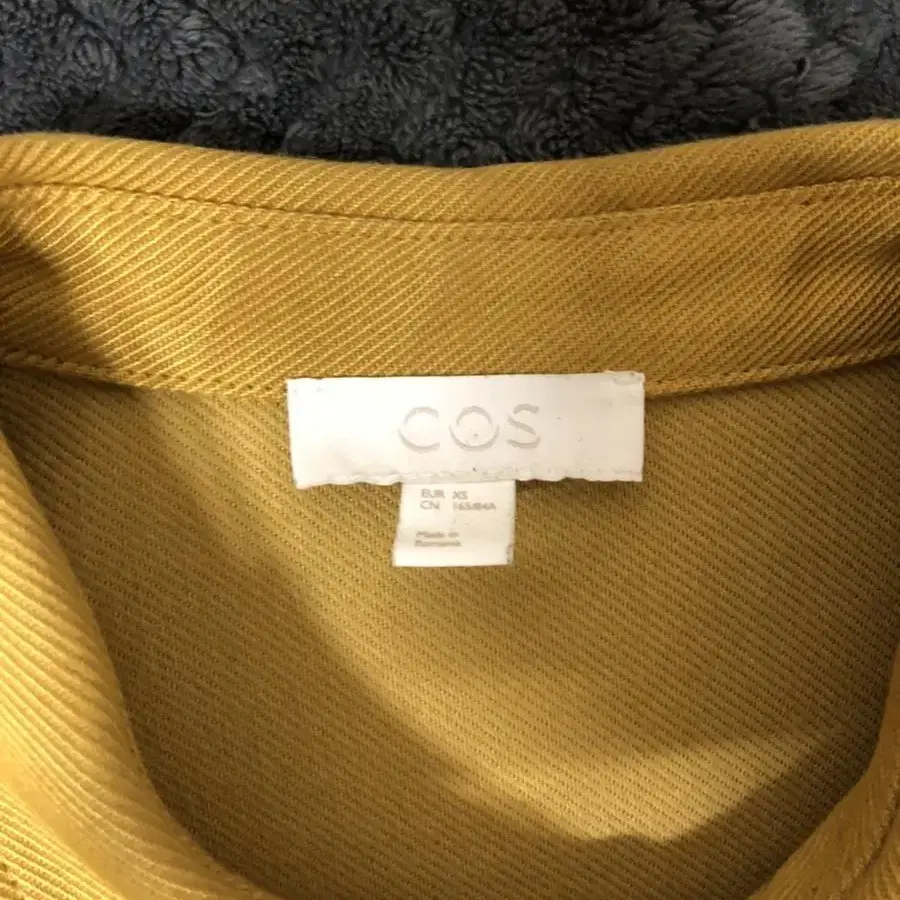 COS
EUR XS
CN 165/84A
Made in
Romania